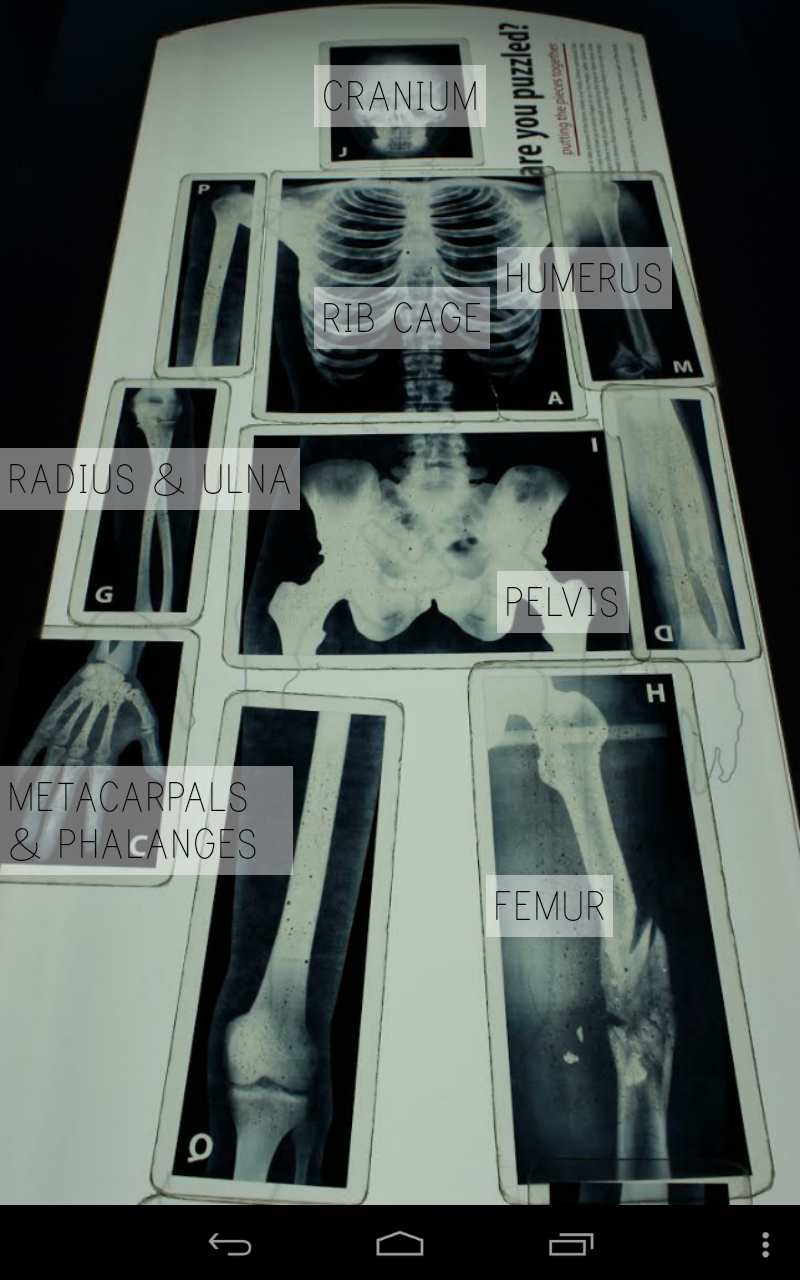 are you puzzled?
putting the pieces together
CRANIUM
J
P
HUMERUS
RIB CAGE
M
A
I
RADIUS & ULNA
G
PELVIS
D
H
METACARPALS
& PHALANGES
C
FEMUR
Q